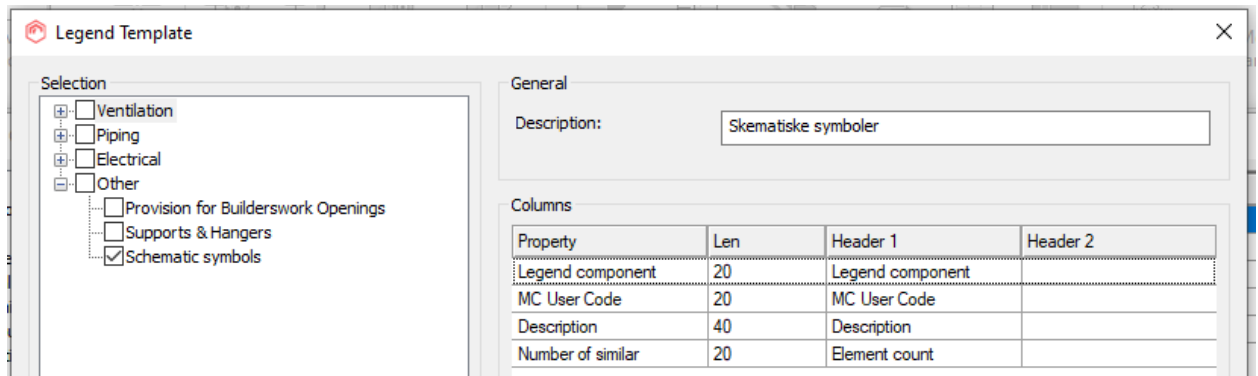 Legend Template
Selection
Ventilation
Piping
Electrical
Other
Provision for Builderswork Openings
Supports & Hangers
Schematic symbols
General
Description: Skematiske symboler
Columns
Property Len Header 1 Header 2
Legend component 20 Legend component
MC User Code 20 MC User Code
Description 40 Description
Number of similar 20 Element count